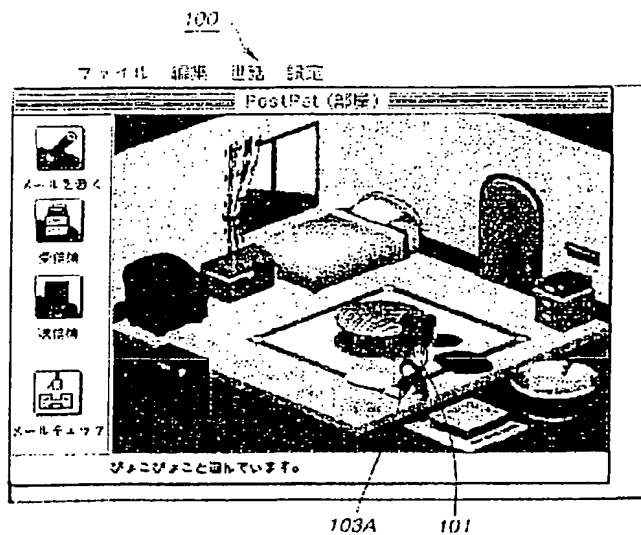 100
ファイル 編集 世話 設定
PostPet (部屋)
メールを書く
受信箱
送信箱
メールチェック
ぴょこぴょこと遊んでいます。
103A 101